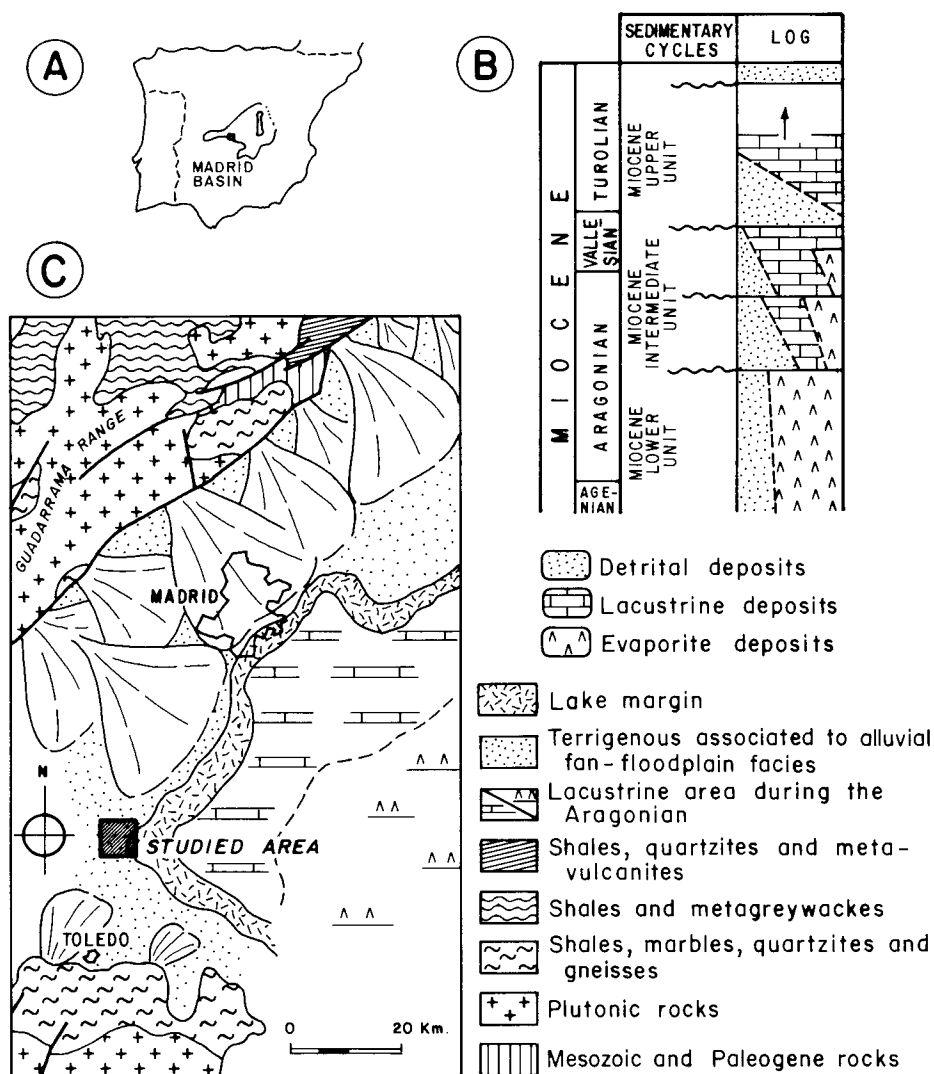 A
MADRID
BASIN
B
SEDIMENTARY
CYCLES
LOG
MIOCENE
TUROLIAN
VALLE-
SIAN
ARAGONIAN
AGE-
NIAN
MIOCENE
UPPER
UNIT
MIOCENE
INTERMEDIATE
UNIT
MIOCENE
LOWER
UNIT
Detrital deposits
Lacustrine deposits
Evaporite deposits
C
GUADARRAMA RANGE
MADRID
N
STUDIED AREA
TOLEDO
0 20 Km.
Lake margin
Terrigenous associated to alluvial
fan-floodplain facies
Lacustrine area during the
Aragonian
Shales, quartzites and meta-
vulcanites
Shales and metagreywackes
Shales, marbles, quartzites and
gneisses
Plutonic rocks
Mesozoic and Paleogene rocks